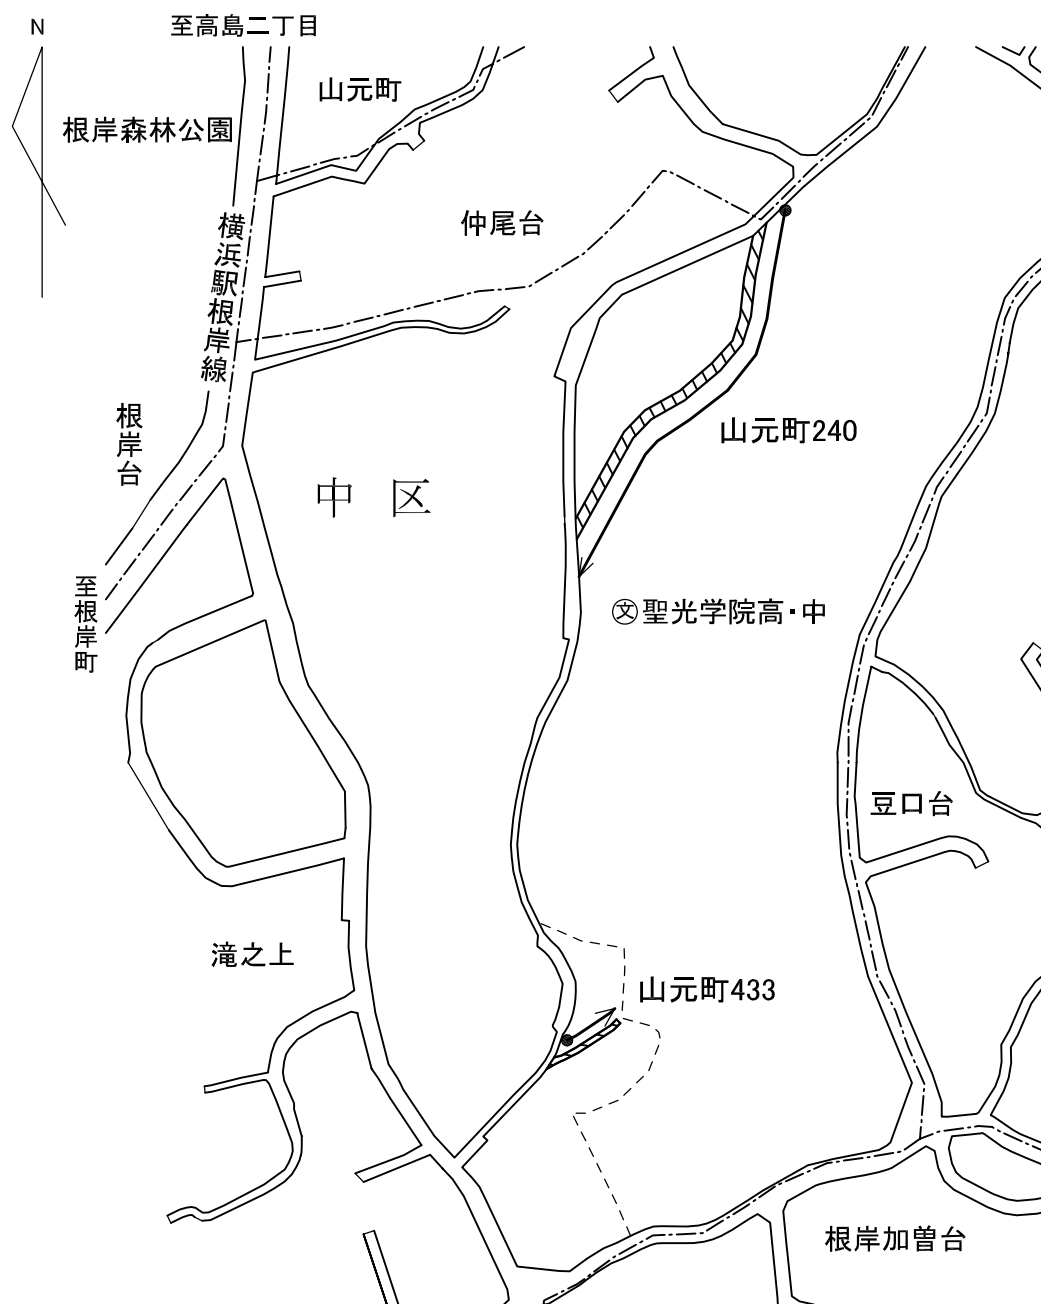 N
至高島二丁目
山元町
根岸森林公園
仲尾台
横浜駅根岸線
根岸台
山元町240
中区
至根岸町
文聖光学院高・中
豆口台
滝之上
山元町433
根岸加曽台